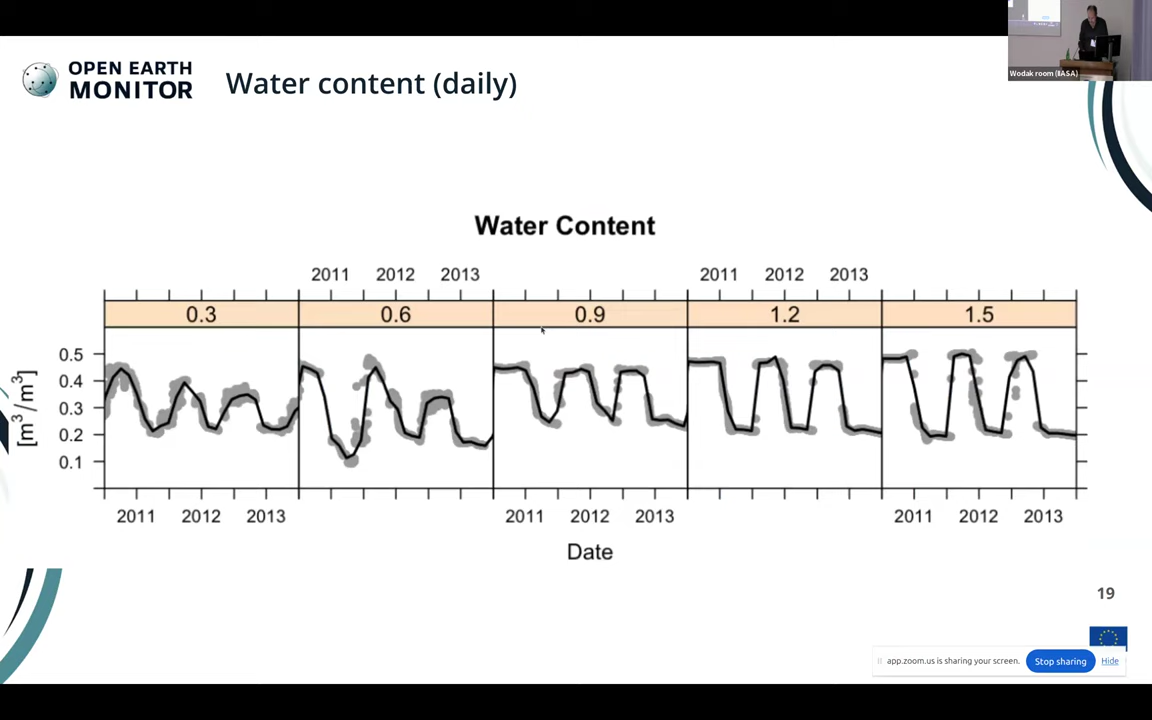 Wodak room (IIASA)
OPEN EARTH
MONITOR
Water content (daily)
Water Content
2011 2012 2013 2011 2012 2013
0.3 0.6 0.9 1.2 1.5
0.5
0.4
0.3
0.2
0.1
[m³/m³]
2011 2012 2013 2011 2012 2013 2011 2012 2013
Date
19
app.zoom.us is sharing your screen. Stop sharing Hide